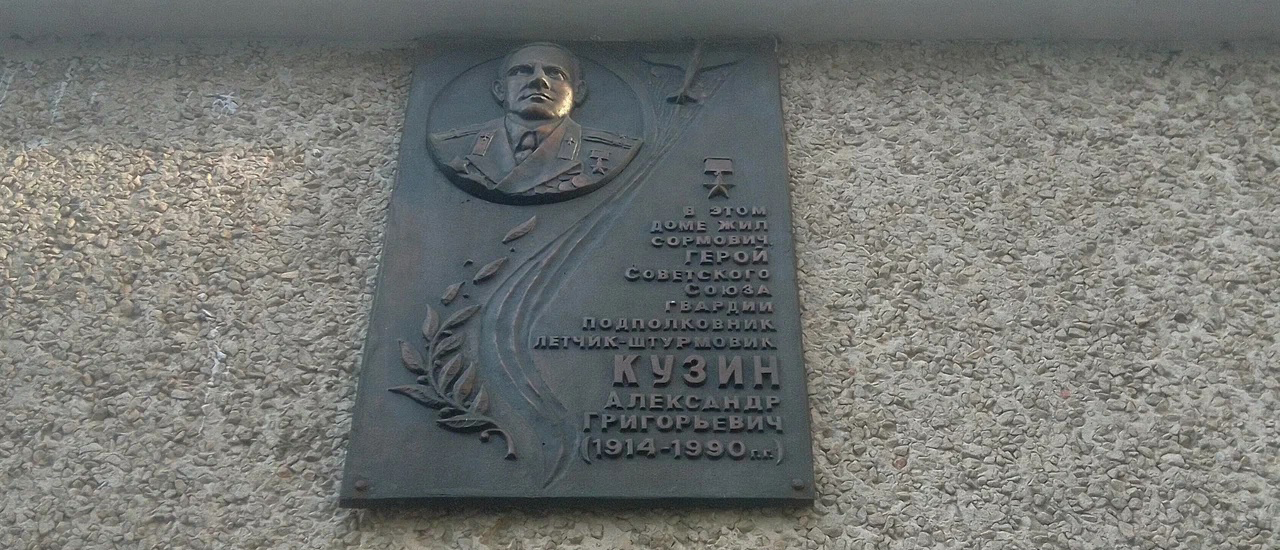 В ЭТОМ
ДОМЕ ЖИЛ
СОРМОВИЧ,
ГЕРОЙ
СОВЕТСКОГО
СОЮЗА
ГВАРДИИ
ПОДПОЛКОВНИК
ЛЕТЧИК-ШТУРМОВИК
КУЗИН
АЛЕКСАНДР
ГРИГОРЬЕВИЧ
(1914-1990 г.г.)